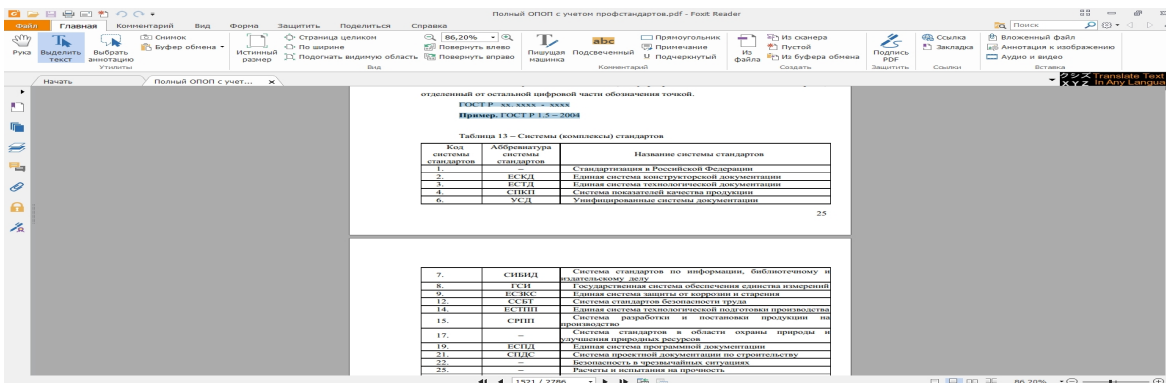 Полный ОПОП с учетом профстандартов.pdf - Foxit Reader
Файл Главная Комментарий Вид Форма Защитить Поделиться Справка
Поиск
Рука
Выделить текст
Выбрать аннотацию
Снимок
Буфер обмена
Утилиты
Истинный размер
Страница целиком
По ширине
Подогнать видимую область
86,20%
Повернуть влево
Повернуть вправо
Вид
Пишущая машинка
Подсвеченный
Прямоугольник
Примечание
Подчеркнутый
Комментарий
Из файла
Из сканера
Пустой
Из буфера обмена
Создать
Подпись PDF
Защитить
Ссылка
Закладка
Ссылки
Вложенный файл
Аннотация к изображению
Аудио и видео
Вставка
Начать
Полный ОПОП с учет...
Translate Text
In Any Langua
отделенный от остальной цифровой части обозначения точкой.
ГОСТ Р хх. хххх - хххх
Пример. ГОСТ Р 1.5 – 2004
Таблица 13 – Системы (комплексы) стандартов
Код системы стандартов Аббревиатура системы стандартов Название системы стандартов
1. – Стандартизация в Российской Федерации
2. ЕСКД Единая система конструкторской документации
3. ЕСТД Единая система технологической документации
4. СПКП Система показателей качества продукции
6. УСД Унифицированные системы документации
25
7. СИБИД Система стандартов по информации, библиотечному и
издательскому делу
8. ГСИ Государственная система обеспечения единства измерений
9. ЕСЗКС Единая система защиты от коррозии и старения
12. ССБТ Система стандартов безопасности труда
14. ЕСТПП Единая система технологической подготовки производства
15. СРПП Система разработки и постановки продукции на
производство
17. – Система стандартов в области охраны природы и
улучшения природных ресурсов
19. ЕСПД Единая система программной документации
21. СПДС Система проектной документации по строительству
22. – Безопасность в чрезвычайных ситуациях
25. – Расчеты и испытания на прочность
1521 / 2786
86,20%